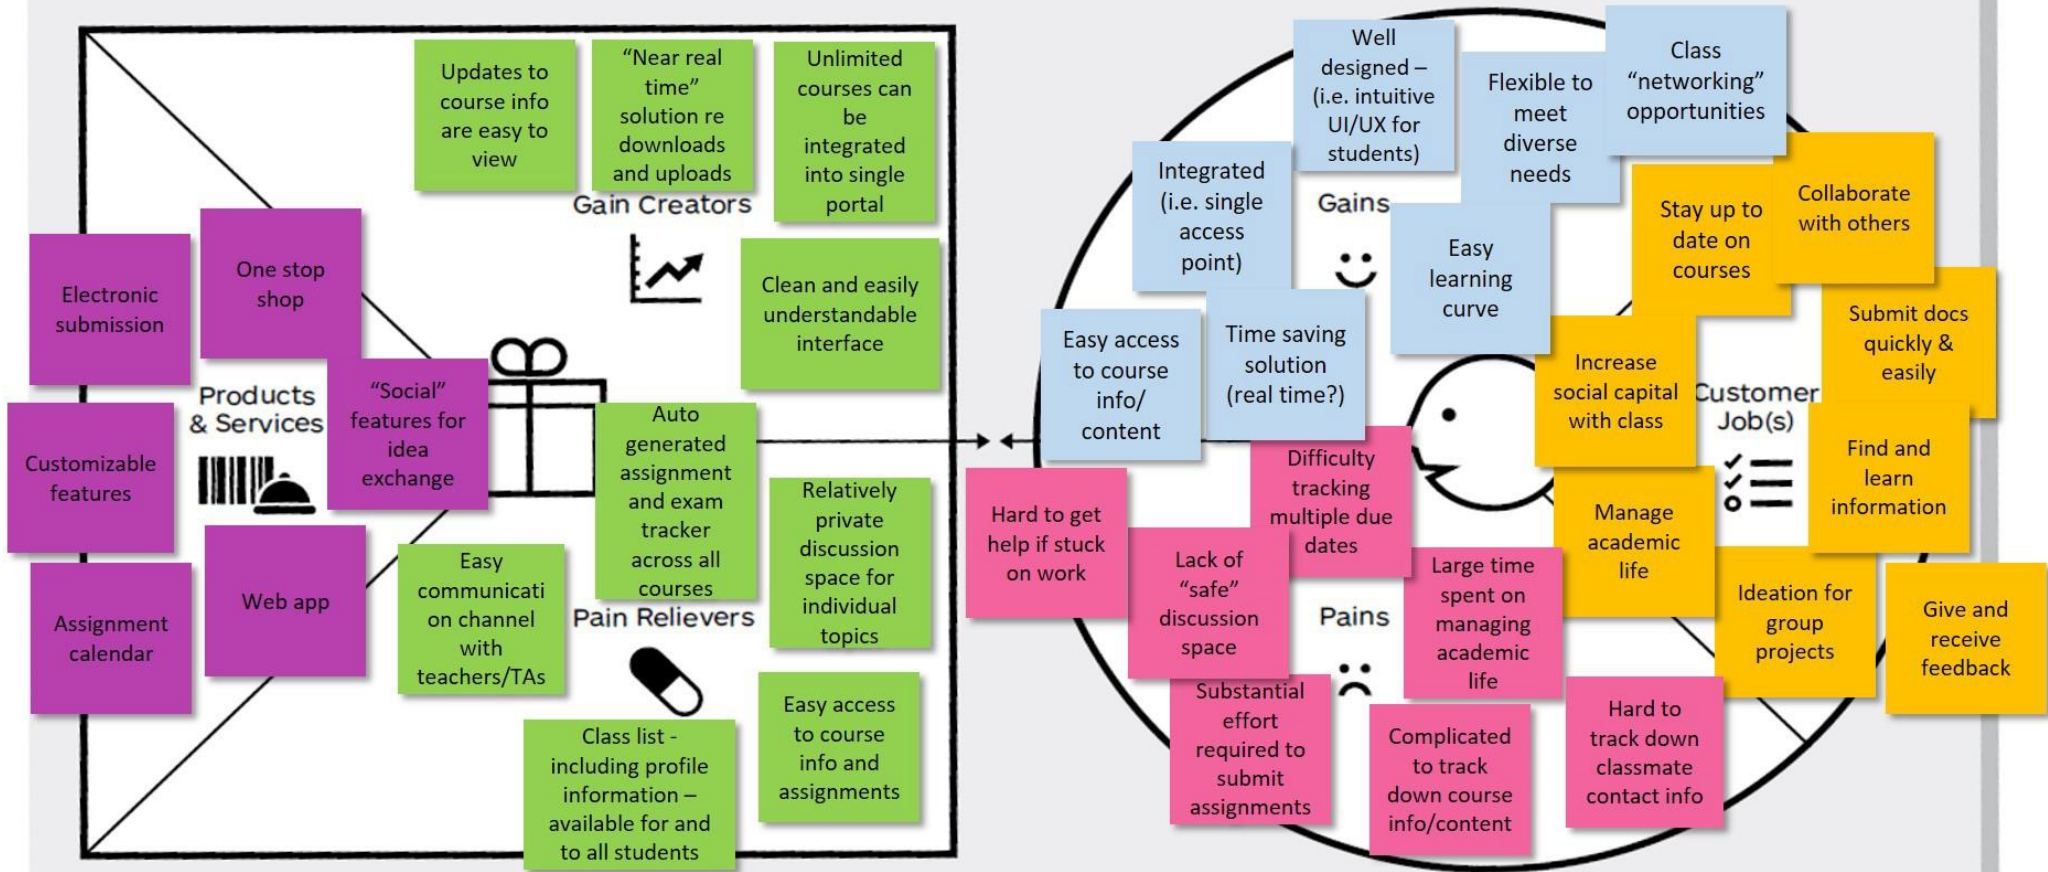 Updates to
course info
are easy to
view
“Near real
time”
solution re
downloads
and uploads
Unlimited
courses can
be
integrated
into single
portal
Gain Creators
Clean and easily
understandable
interface
Electronic
submission
One stop
shop
Products
& Services
“Social”
features for
idea
exchange
Customizable
features
Web app
Assignment
calendar
Auto
generated
assignment
and exam
tracker
across all
courses
Relatively
private
discussion
space for
individual
topics
Easy
communicati
on channel
with
teachers/TAs
Pain Relievers
Easy access
to course
info and
assignments
Class list -
including profile
information –
available for and
to all students
Well
designed –
(i.e. intuitive
UI/UX for
students)
Flexible to
meet
diverse
needs
Class
“networking”
opportunities
Integrated
(i.e. single
access
point)
Gains
Easy
learning
curve
Easy access
to course
info/
content
Time saving
solution
(real time?)
Stay up to
date on
courses
Collaborate
with others
Submit docs
quickly &
easily
Increase
social capital
with class
Customer
Job(s)
Find and
learn
information
Manage
academic
life
Ideation for
group
projects
Give and
receive
feedback
Hard to get
help if stuck
on work
Difficulty
tracking
multiple due
dates
Lack of
“safe”
discussion
space
Large time
spent on
managing
academic
life
Pains
Substantial
effort
required to
submit
assignments
Complicated
to track
down course
info/content
Hard to
track down
classmate
contact info